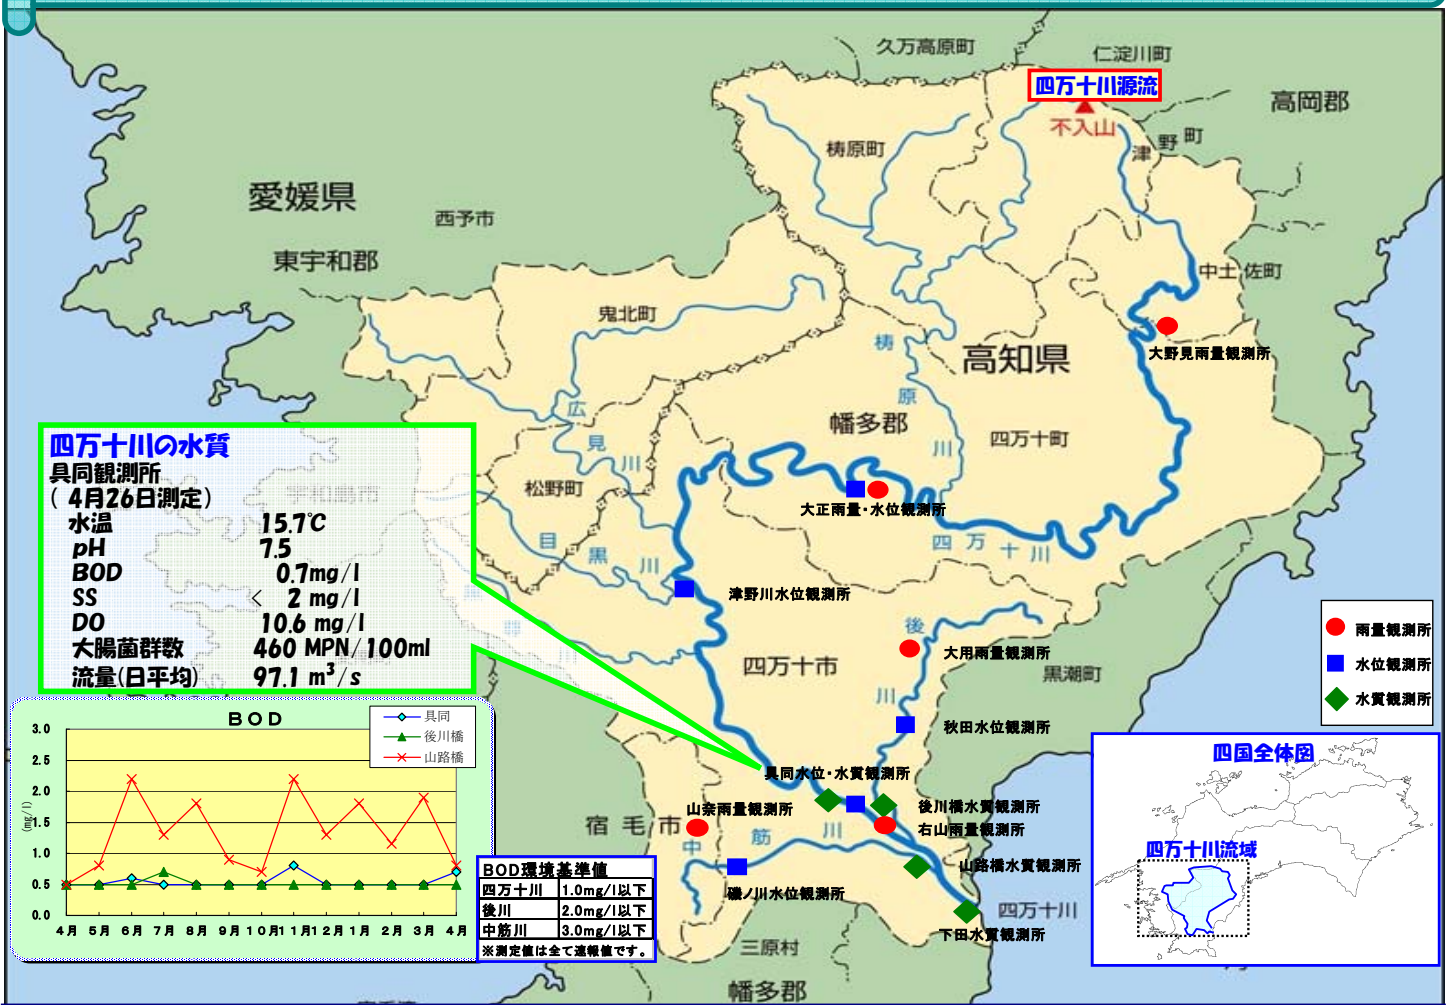 久万高原町
仁淀川町
四万十川源流
高岡郡
不入山
津野町
梼原町
愛媛県
西予市
東宇和郡
中土佐町
鬼北町
大野見雨量観測所
梼原川
高知県
幡多郡
四万十町
広見川
松野町
四万十川の水質
具同観測所
( 4月26日測定)
水温 15.7℃
pH 7.5
BOD 0.7mg/l
SS < 2 mg/l
DO 10.6 mg/l
大腸菌群数 460 MPN/100ml
流量(日平均) 97.1 m³/s
宇和島市
大正雨量・水位観測所
四万十川
目黒川
津野川水位観測所
後川
大用雨量観測所
四万十市
黒潮町
秋田水位観測所
雨量観測所
水位観測所
水質観測所
具同水位・水質観測所
山奈雨量観測所
後川橋水質観測所
右山雨量観測所
宿毛市
中筋川
山路橋水質観測所
磯ノ川水位観測所
四万十川
下田水質観測所
三原村
幡多郡
四国全体図
四万十川流域
BOD
具同
後川橋
山路橋
(mg/l)
3.0
2.5
2.0
1.5
1.0
0.5
0.0
4月 5月 6月 7月 8月 9月 10月 11月 12月 1月 2月 3月 4月
BOD環境基準値
四万十川 1.0mg/l以下
後川 2.0mg/l以下
中筋川 3.0mg/l以下
※測定値は全て速報値です。